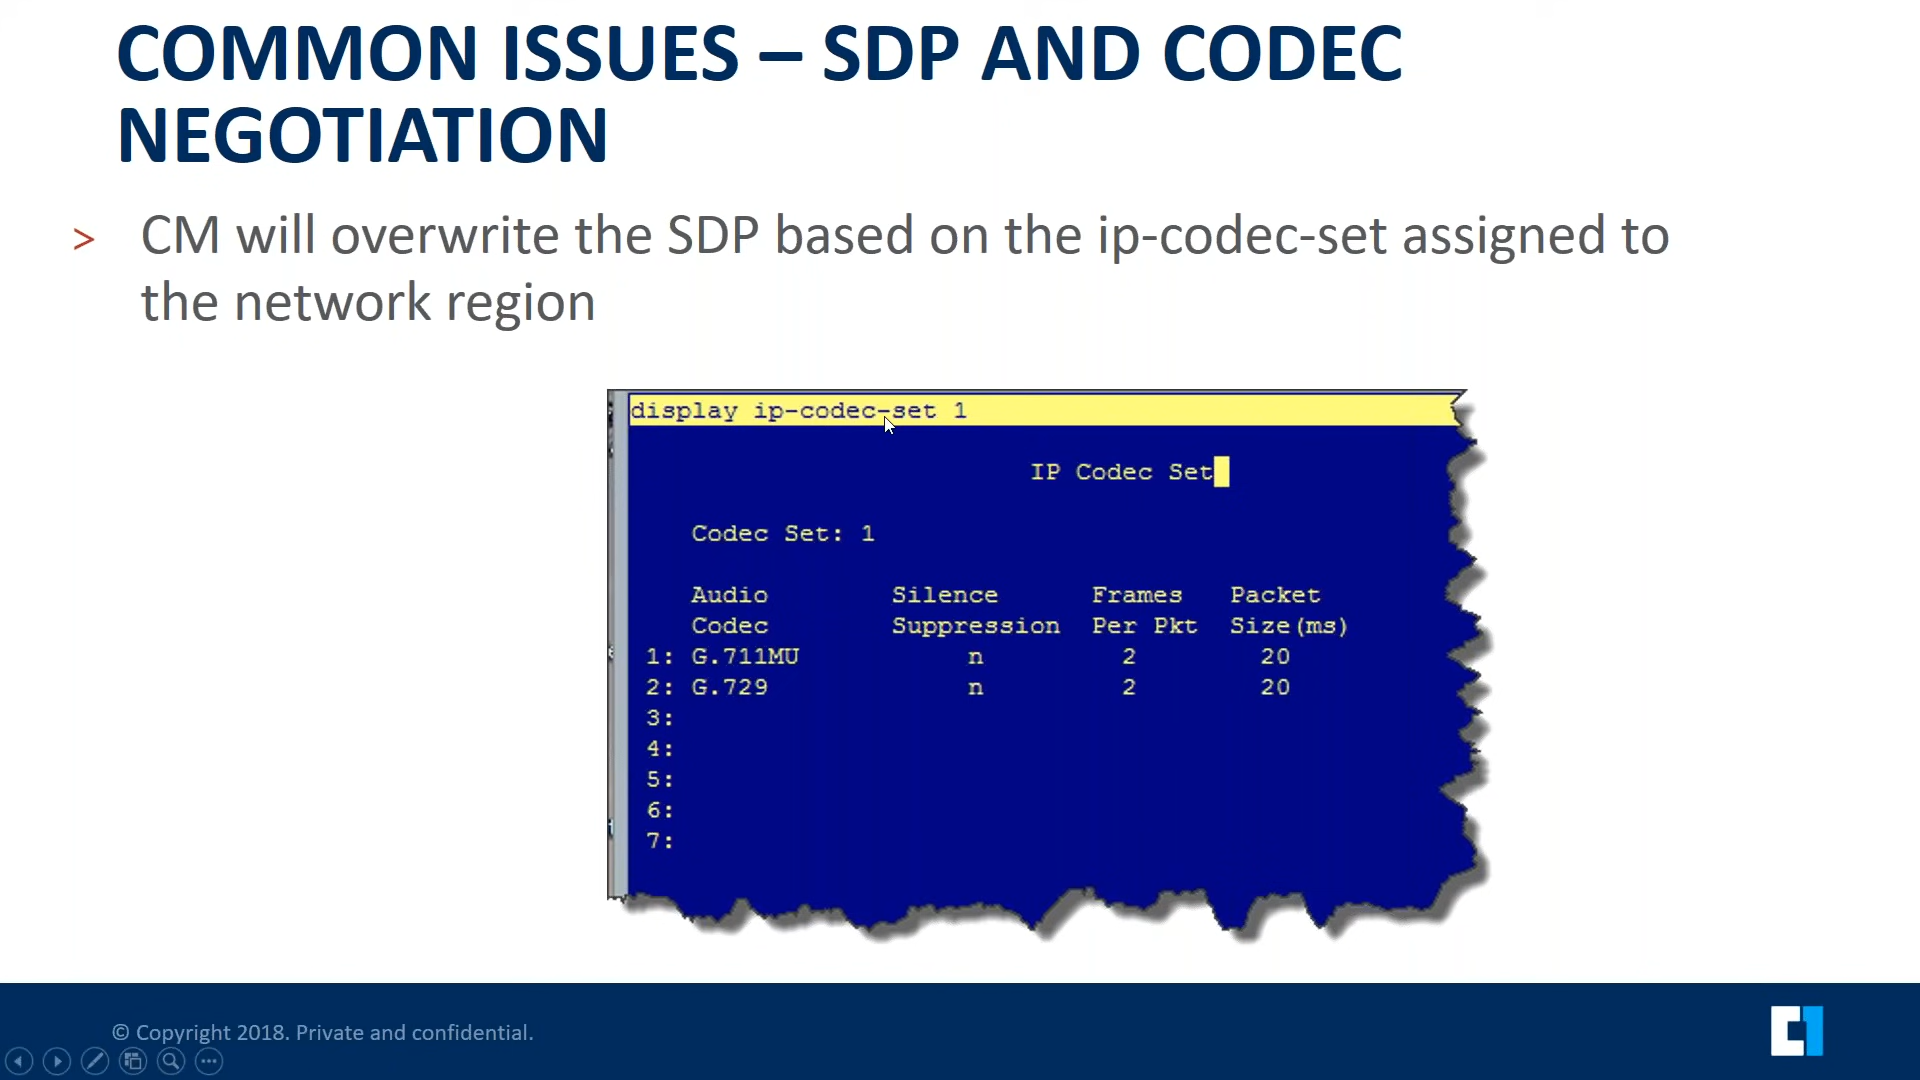 COMMON ISSUES – SDP AND CODEC
NEGOTIATION
> CM will overwrite the SDP based on the ip-codec-set assigned to
the network region
display ip-codec-set 1
IP Codec Set
Codec Set: 1
Audio Silence Frames Packet
Codec Suppression Per Pkt Size(ms)
1: G.711MU n 2 20
2: G.729 n 2 20
3:
4:
5:
6:
7:
© Copyright 2018. Private and confidential.